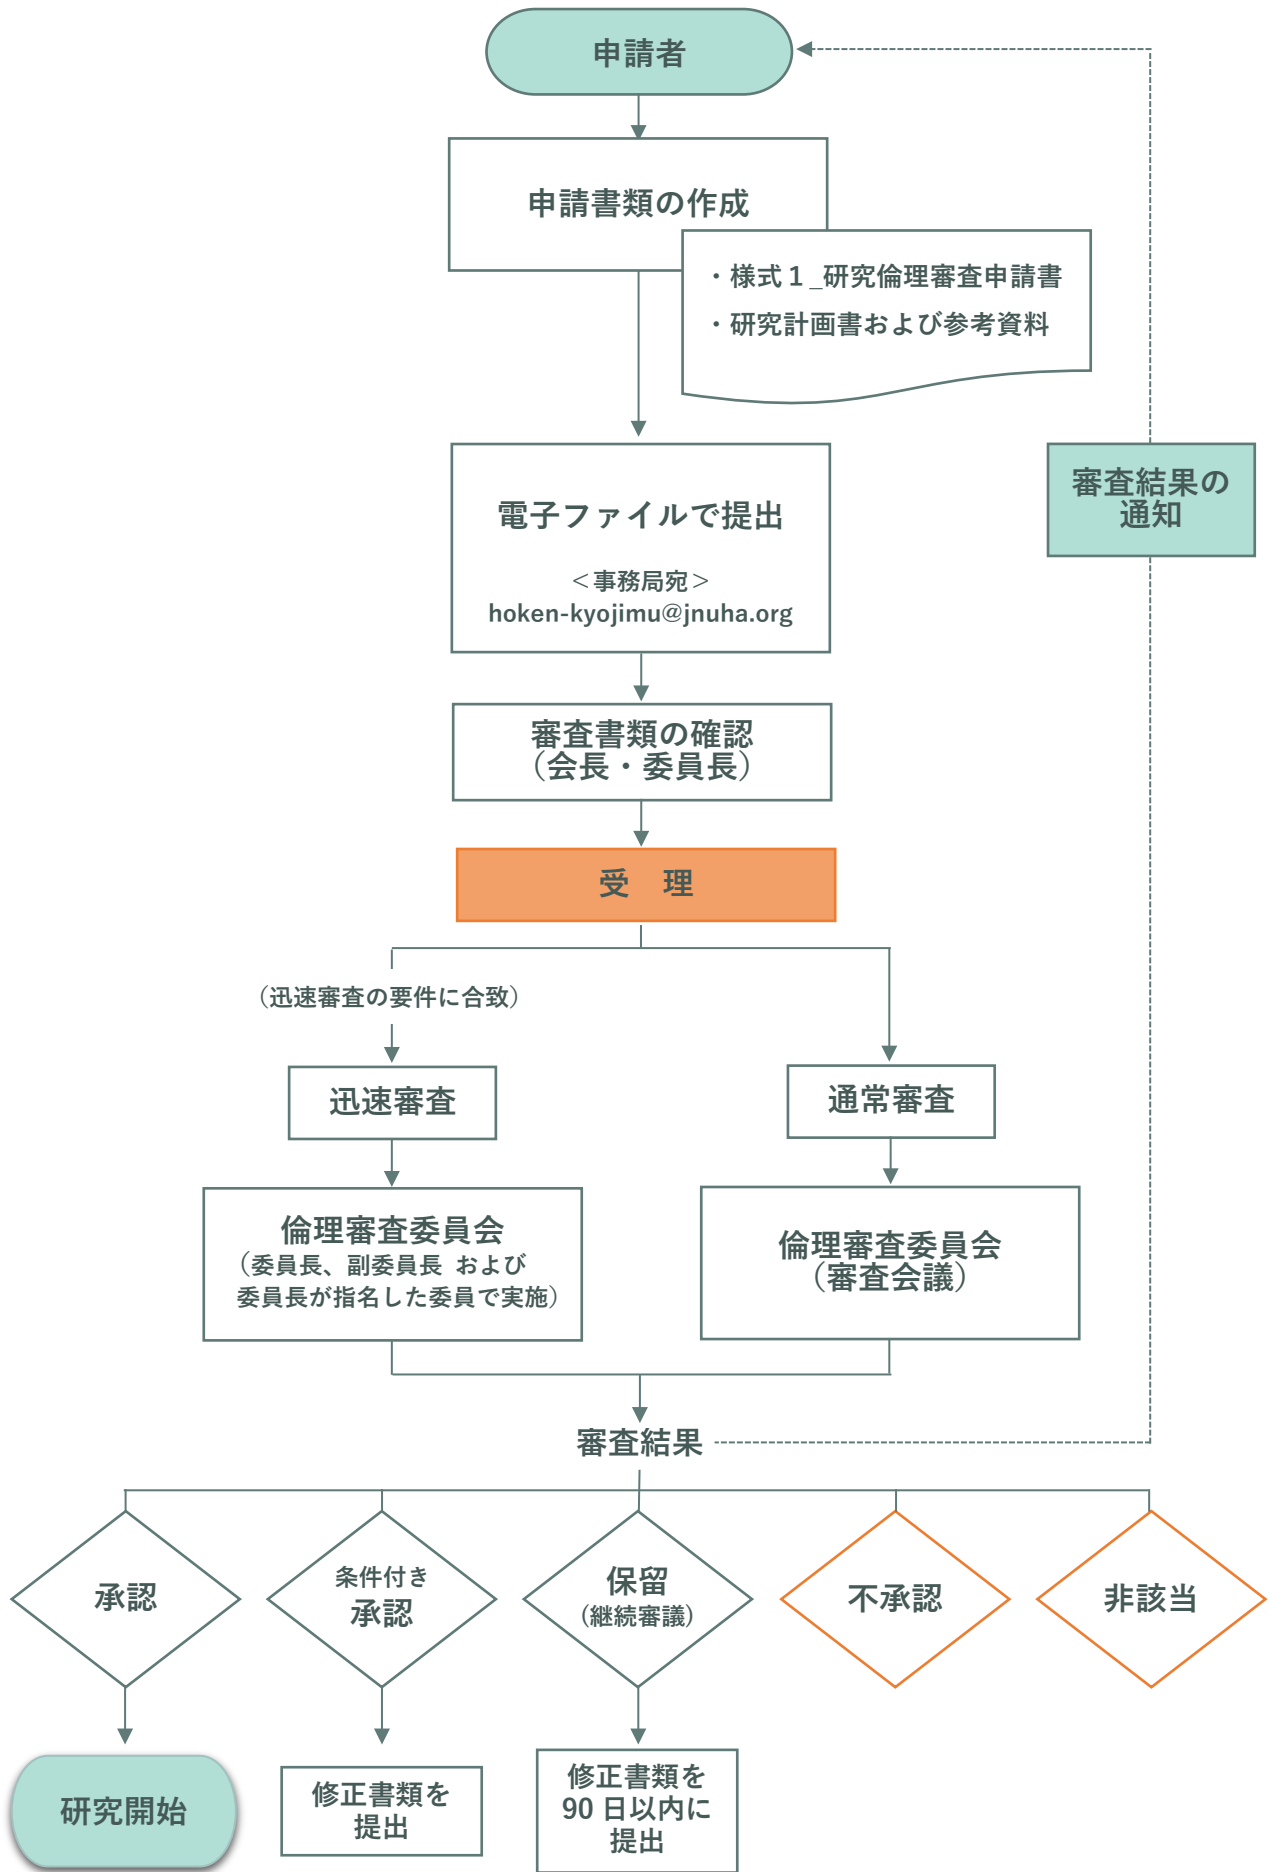 申請者
申請書類の作成
・様式１_研究倫理審査申請書
・研究計画書および参考資料
電子ファイルで提出
＜事務局宛＞
hoken-kyojimu@jnuha.org
審査結果の
通知
審査書類の確認
（会長・委員長）
受　理
（迅速審査の要件に合致）
迅速審査
通常審査
倫理審査委員会
（委員長、副委員長 および
委員長が指名した委員で実施）
倫理審査委員会
（審査会議）
審査結果
承認
条件付き
承認
保留
（継続審議）
不承認
非該当
研究開始
修正書類を
提出
修正書類を
90 日以内に
提出